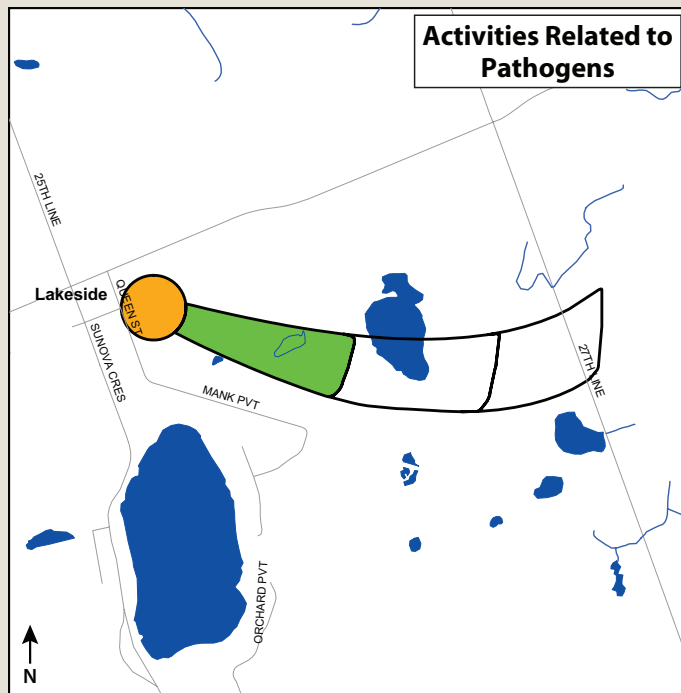 Activities Related to
Pathogens
25TH LINE
Lakeside
QUEEN ST
SUNOVA CRES
MANK PVT
27TH LINE
ORCHARD PVT
N